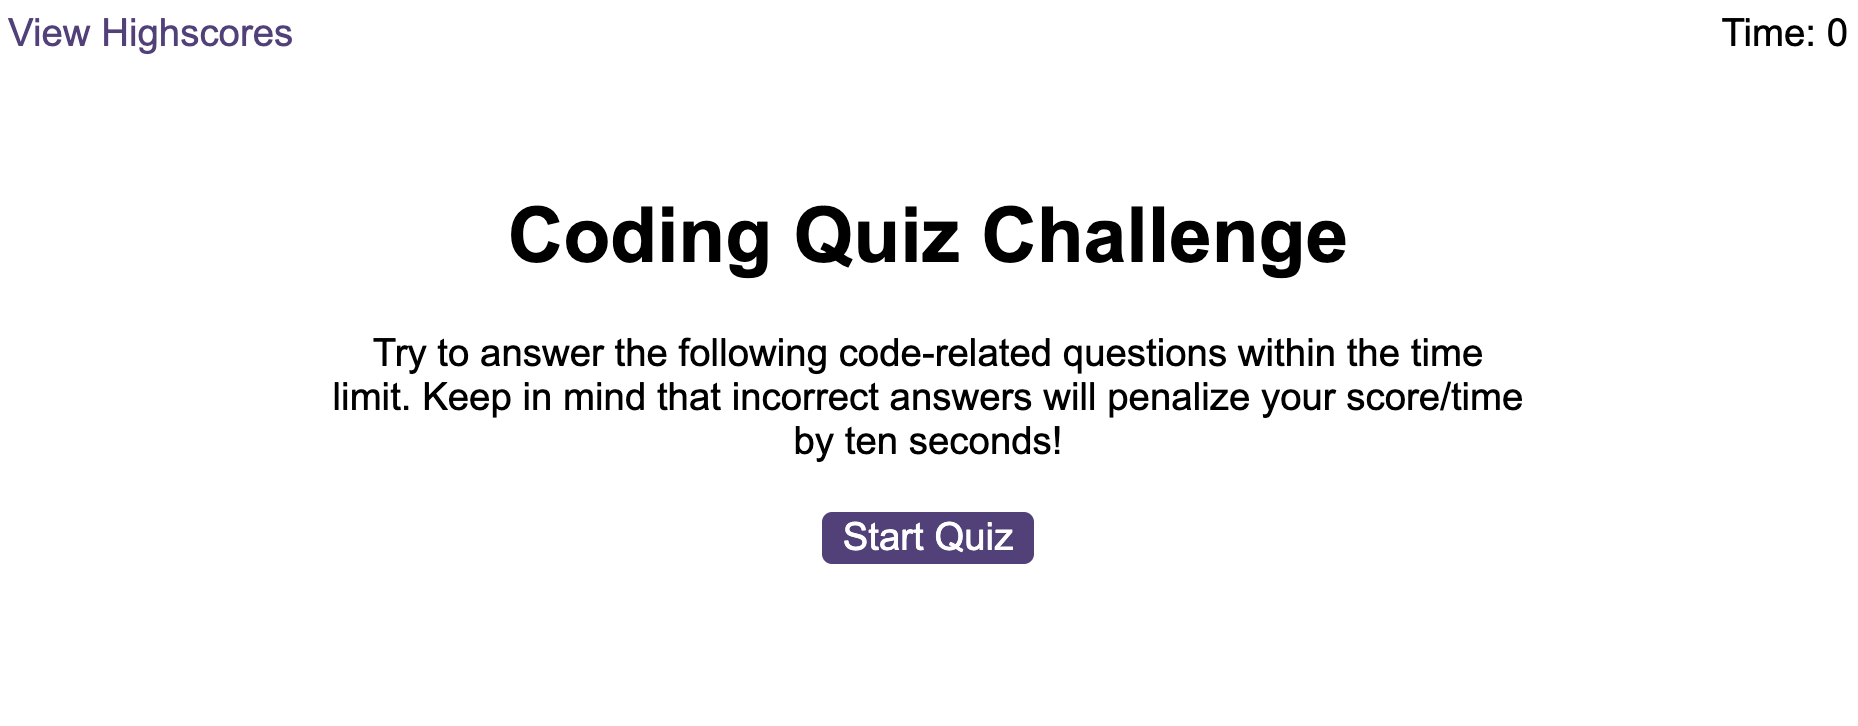 View Highscores
Time: 0
Coding Quiz Challenge
Try to answer the following code-related questions within the time
limit. Keep in mind that incorrect answers will penalize your score/time
by ten seconds!
Start Quiz